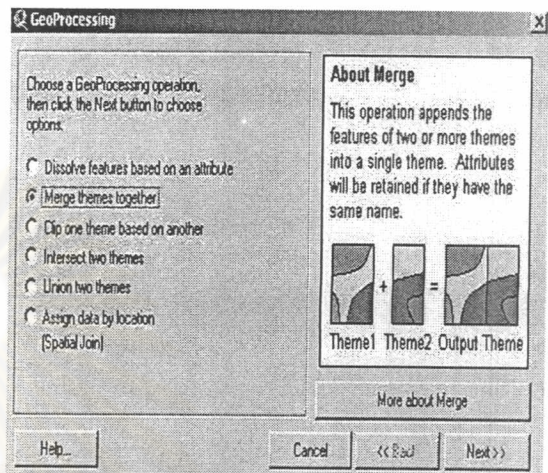 GeoProcessing
X
Choose a GeoProcessing operation,
then click the Next button to choose
options:
Dissolve features based on an attribute
Merge themes together
Clip one theme based on another
Intersect two themes
Union two themes
Assign data by location
(Spatial Join)
About Merge
This operation appends the
features of two or more themes
into a single theme. Attributes
will be retained if they have the
same name.
+ =
Theme1 Theme2 Output Theme
More about Merge
Help...
Cancel
<< Back
Next >>